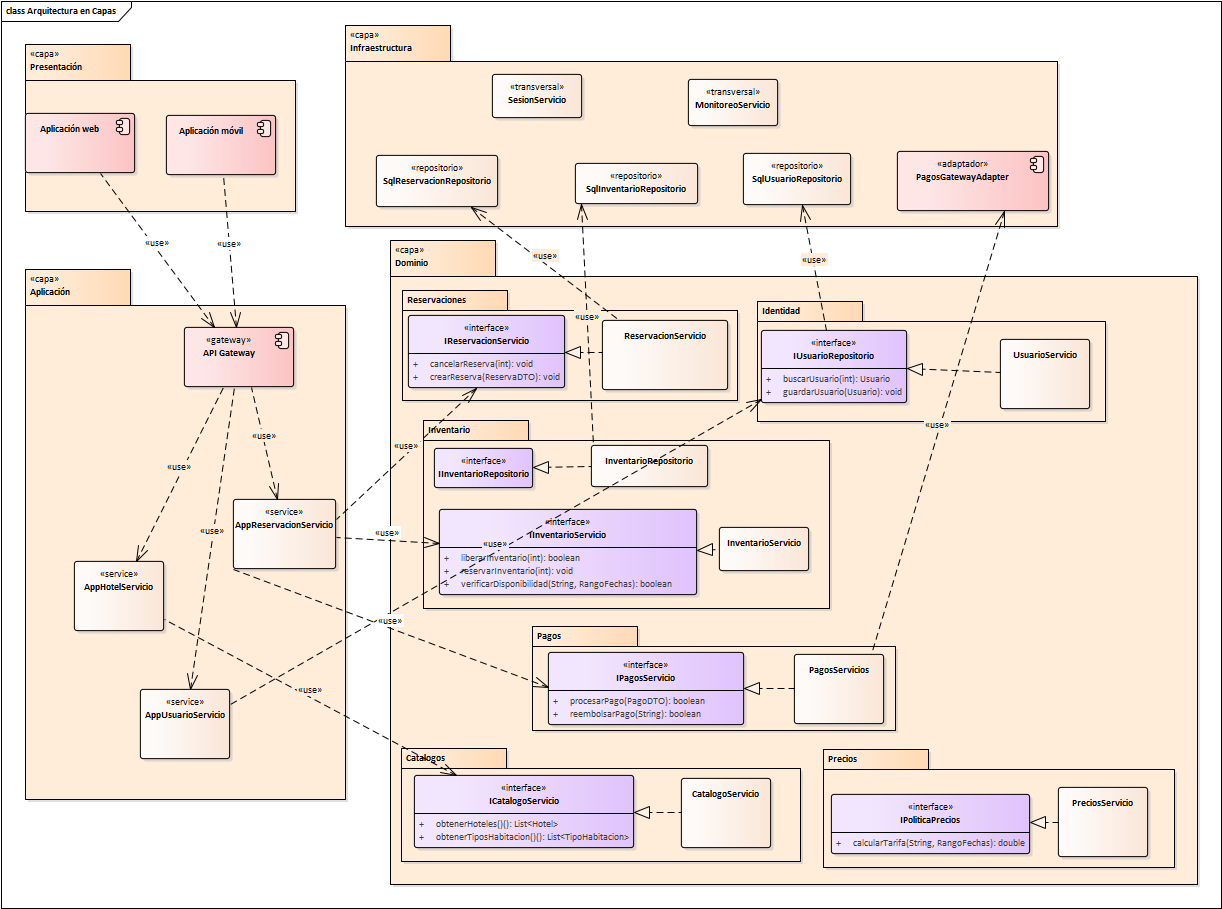 class Arquitectura en Capas
«capa»
Presentación
Aplicación web
Aplicación móvil
«use»
«use»
«capa»
Infraestructura
«transversal»
SesionServicio
«transversal»
MonitoreoServicio
«repositorio»
SqlReservacionRepositorio
«repositorio»
SqlInventarioRepositorio
«repositorio»
SqlUsuarioRepositorio
«adaptador»
PagosGatewayAdapter
«use»
«use»
«use»
«use»
«capa»
Aplicación
«gateway»
API Gateway
«use»
«use»
«use»
«service»
AppReservacionServicio
«service»
AppHotelServicio
«service»
AppUsuarioServicio
«use»
«use»
«use»
«use»
«use»
«capa»
Dominio
Reservaciones
«interface»
IReservacionServicio
+ cancelarReserva(int): void
+ crearReserva(ReservaDTO): void
ReservacionServicio
Identidad
«interface»
IUsuarioRepositorio
+ buscarUsuario(int): Usuario
+ guardarUsuario(Usuario): void
UsuarioServicio
Inventario
«interface»
IInventarioRepositorio
InventarioRepositorio
«interface»
IInventarioServicio
+ liberarInventario(int): boolean
+ reservarInventario(int): void
+ verificarDisponibilidad(String, RangoFechas): boolean
InventarioServicio
Pagos
«interface»
IPagosServicio
+ procesarPago(PagoDTO): boolean
+ reembolsarPago(String): boolean
PagosServicios
Catalogos
«interface»
ICatalogoServicio
+ obtenerHoteles()(): List<Hotel>
+ obtenerTiposHabitacion()(): List<TipoHabitacion>
CatalogoServicio
Precios
«interface»
IPoliticaPrecios
+ calcularTarifa(String, RangoFechas): double
PreciosServicio